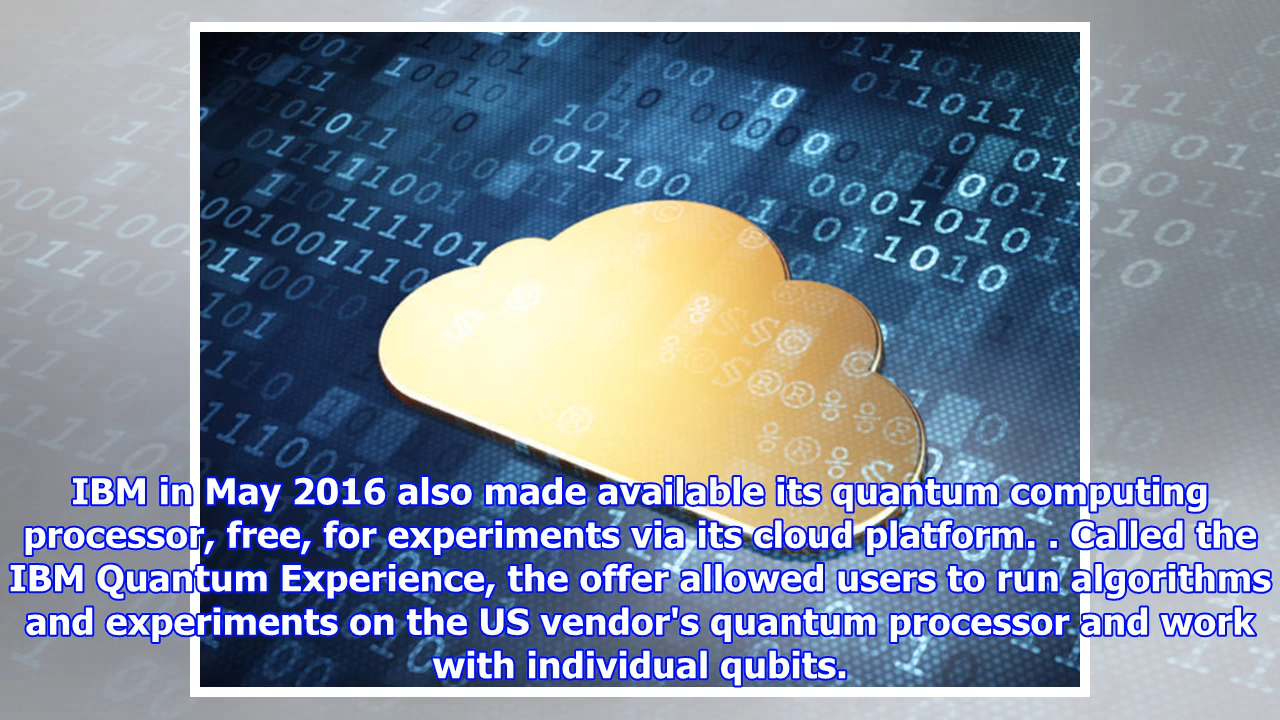 IBM in May 2016 also made available its quantum computing
processor, free, for experiments via its cloud platform. . Called the
IBM Quantum Experience, the offer allowed users to run algorithms
and experiments on the US vendor's quantum processor and work
with individual qubits.